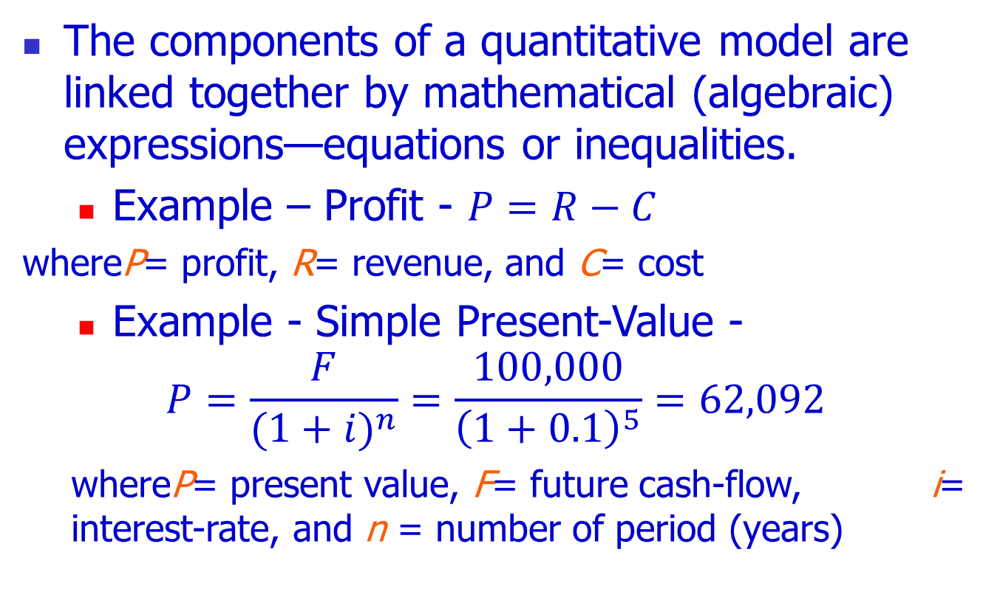 The components of a quantitative model are
linked together by mathematical (algebraic)
expressions—equations or inequalities.
Example – Profit - P = R − C
whereP= profit, R= revenue, and C= cost
Example - Simple Present-Value -
P = F/(1 + i)^n = 100,000/(1 + 0.1)^5 = 62,092
whereP= present value, F= future cash-flow, i=
interest-rate, and n = number of period (years)